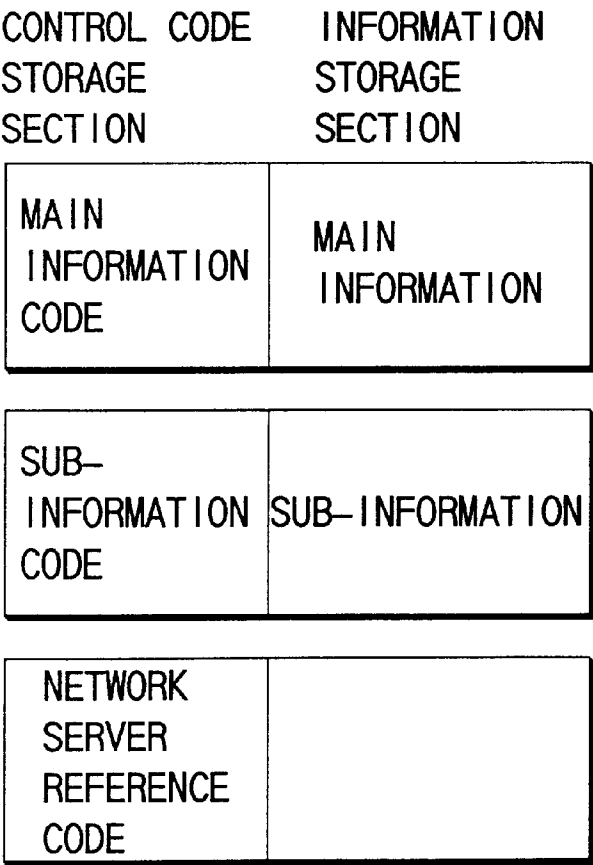 CONTROL CODE
STORAGE
SECTION
INFORMATION
STORAGE
SECTION
MAIN
INFORMATION
CODE
MAIN
INFORMATION
SUB-
INFORMATION
CODE
SUB-INFORMATION
NETWORK
SERVER
REFERENCE
CODE